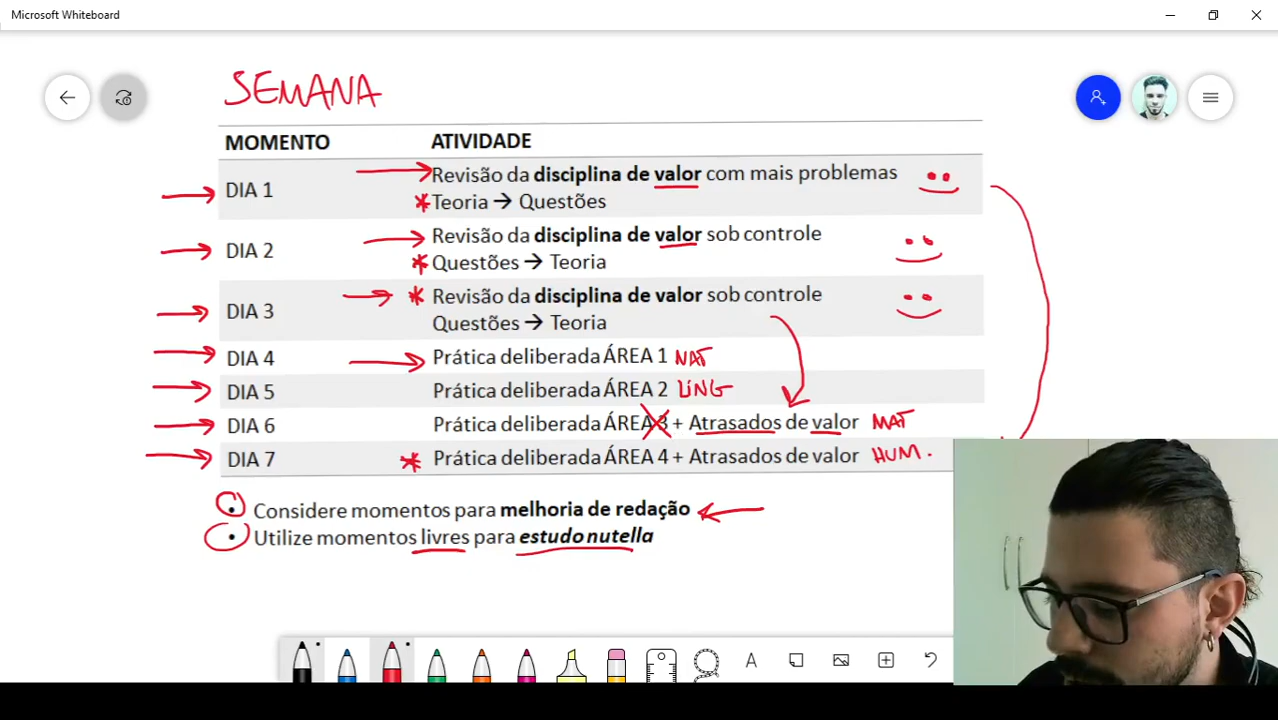 Microsoft Whiteboard
SEMANA
MOMENTO ATIVIDADE
DIA 1 Revisão da disciplina de valor com mais problemas
* Teoria → Questões
DIA 2 Revisão da disciplina de valor sob controle
* Questões → Teoria
DIA 3 * Revisão da disciplina de valor sob controle
Questões → Teoria
DIA 4 Prática deliberada ÁREA 1 NAT
DIA 5 Prática deliberada ÁREA 2 LING
DIA 6 Prática deliberada ÁREA 3 + Atrasados de valor MAT
DIA 7 * Prática deliberada ÁREA 4 + Atrasados de valor HUM.
• Considere momentos para melhoria de redação
• Utilize momentos livres para estudo nutella
A